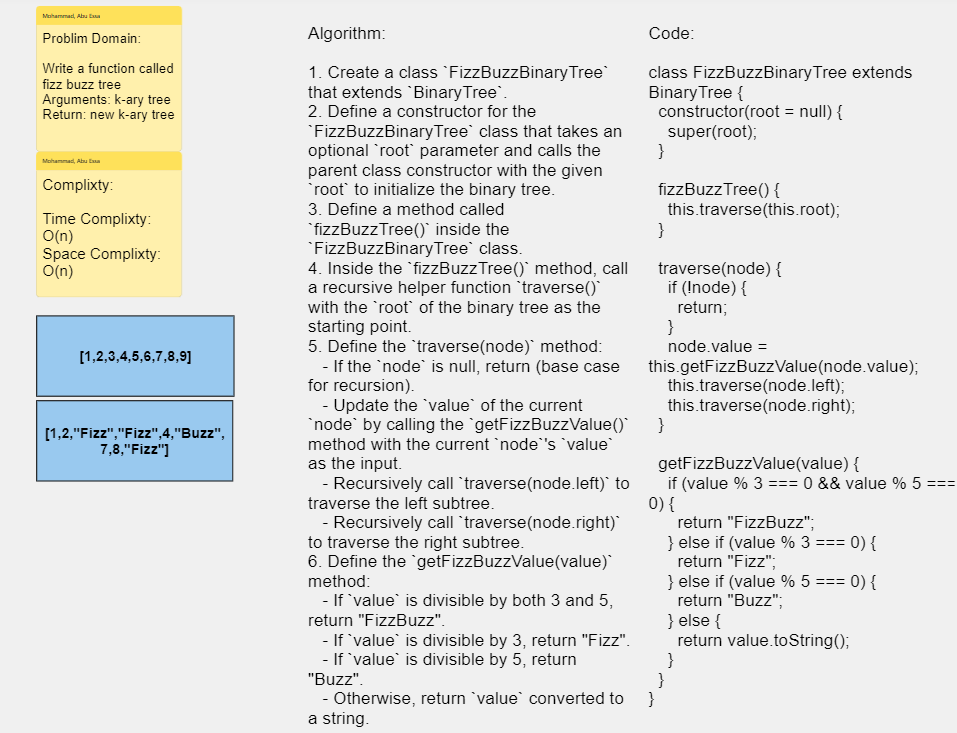 Mohammad, Abu Essa
Problim Domain:
Write a function called
fizz buzz tree
Arguments: k-ary tree
Return: new k-ary tree
Mohammad, Abu Essa
Complixty:
Time Complixty:
O(n)
Space Complixty:
O(n)
[1,2,3,4,5,6,7,8,9]
[1,2,"Fizz","Fizz",4,"Buzz",
7,8,"Fizz"]
Algorithm:
1. Create a class `FizzBuzzBinaryTree`
that extends `BinaryTree`.
2. Define a constructor for the
`FizzBuzzBinaryTree` class that takes an
optional `root` parameter and calls the
parent class constructor with the given
`root` to initialize the binary tree.
3. Define a method called
`fizzBuzzTree()` inside the
`FizzBuzzBinaryTree` class.
4. Inside the `fizzBuzzTree()` method, call
a recursive helper function `traverse()`
with the `root` of the binary tree as the
starting point.
5. Define the `traverse(node)` method:
- If the `node` is null, return (base case
for recursion).
- Update the `value` of the current
`node` by calling the `getFizzBuzzValue()`
method with the current `node`'s `value`
as the input.
- Recursively call `traverse(node.left)` to
traverse the left subtree.
- Recursively call `traverse(node.right)`
to traverse the right subtree.
6. Define the `getFizzBuzzValue(value)`
method:
- If `value` is divisible by both 3 and 5,
return "FizzBuzz".
- If `value` is divisible by 3, return "Fizz".
- If `value` is divisible by 5, return
"Buzz".
- Otherwise, return `value` converted to
a string.
Code:
class FizzBuzzBinaryTree extends
BinaryTree {
constructor(root = null) {
super(root);
}
fizzBuzzTree() {
this.traverse(this.root);
}
traverse(node) {
if (!node) {
return;
}
node.value =
this.getFizzBuzzValue(node.value);
this.traverse(node.left);
this.traverse(node.right);
}
getFizzBuzzValue(value) {
if (value % 3 === 0 && value % 5 ===
0) {
return "FizzBuzz";
} else if (value % 3 === 0) {
return "Fizz";
} else if (value % 5 === 0) {
return "Buzz";
} else {
return value.toString();
}
}
}